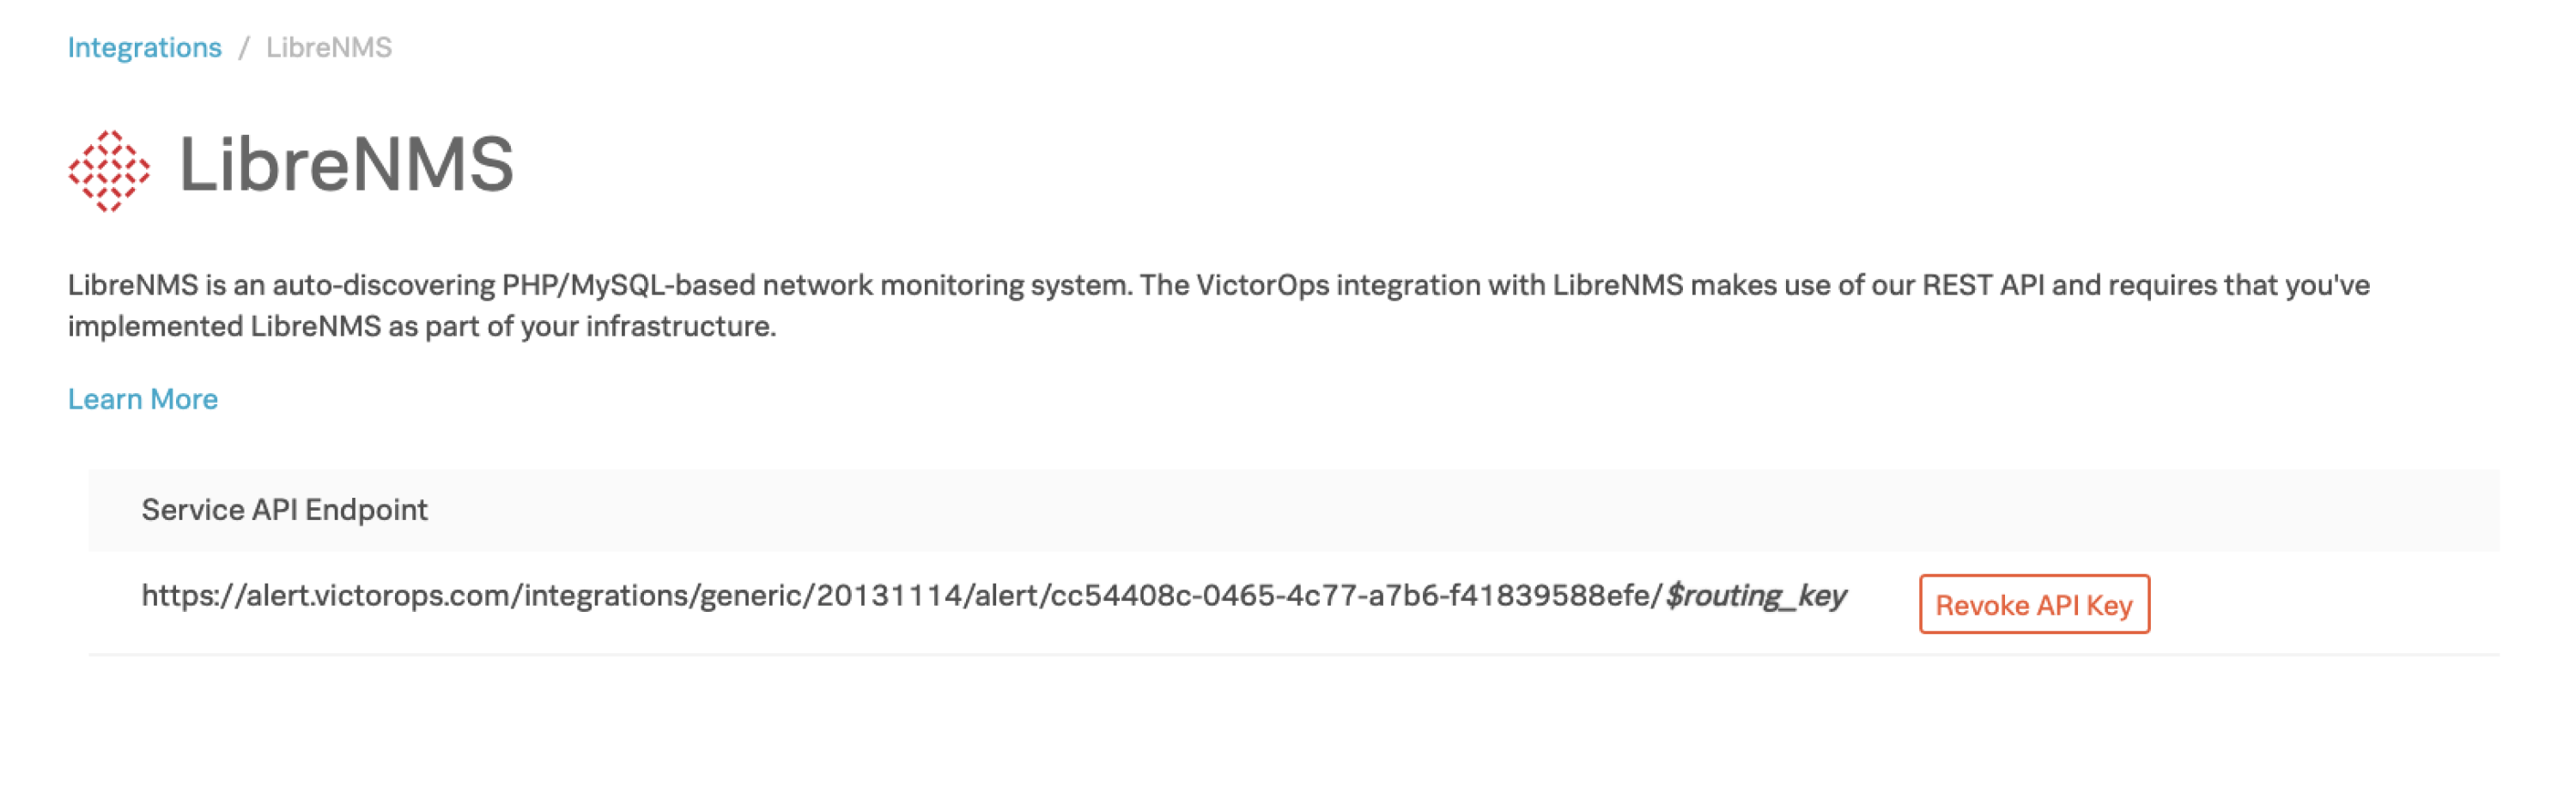 Integrations / LibreNMS
LibreNMS
LibreNMS is an auto-discovering PHP/MySQL-based network monitoring system. The VictorOps integration with LibreNMS makes use of our REST API and requires that you've
implemented LibreNMS as part of your infrastructure.
Learn More
Service API Endpoint
https://alert.victorops.com/integrations/generic/20131114/alert/cc54408c-0465-4c77-a7b6-f41839588efe/$routing_key
Revoke API Key